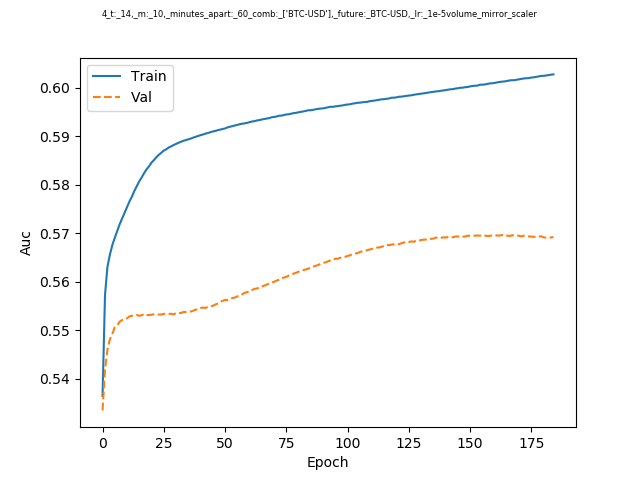 4_t:_14,_m:_10,_minutes_apart:_60_comb:_['BTC-USD'],_future:_BTC-USD,_lr:_1e-5volume_mirror_scaler
Train
Val
0.60
0.59
0.58
0.57
0.56
0.55
0.54
Auc
0 25 50 75 100 125 150 175
Epoch